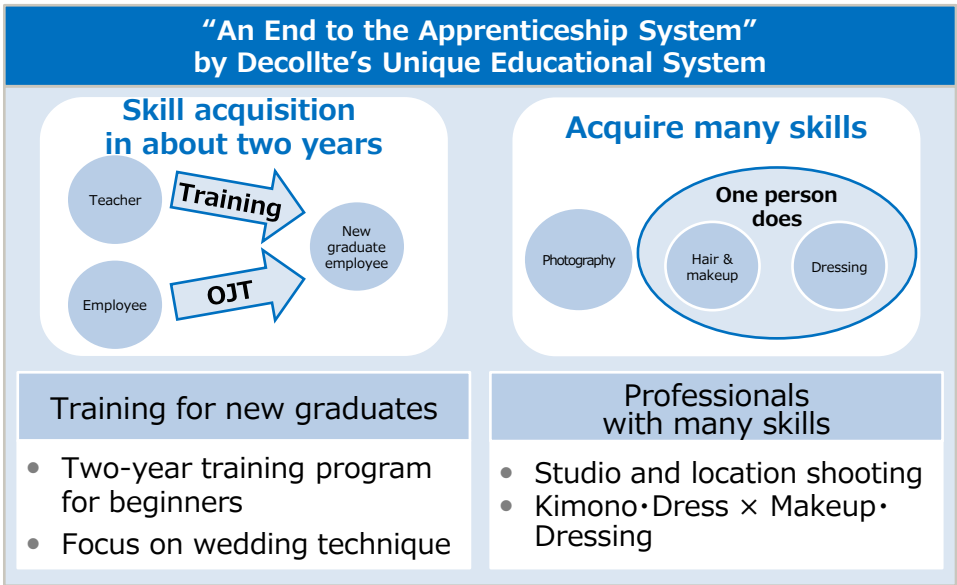 “An End to the Apprenticeship System”
by Decollte’s Unique Educational System
Skill acquisition
in about two years
Teacher
Training
New
graduate
employee
Employee
OJT
Acquire many skills
One person
does
Photography
Hair &
makeup
Dressing
Training for new graduates
• Two-year training program
for beginners
• Focus on wedding technique
Professionals
with many skills
• Studio and location shooting
• Kimono･Dress × Makeup･
Dressing